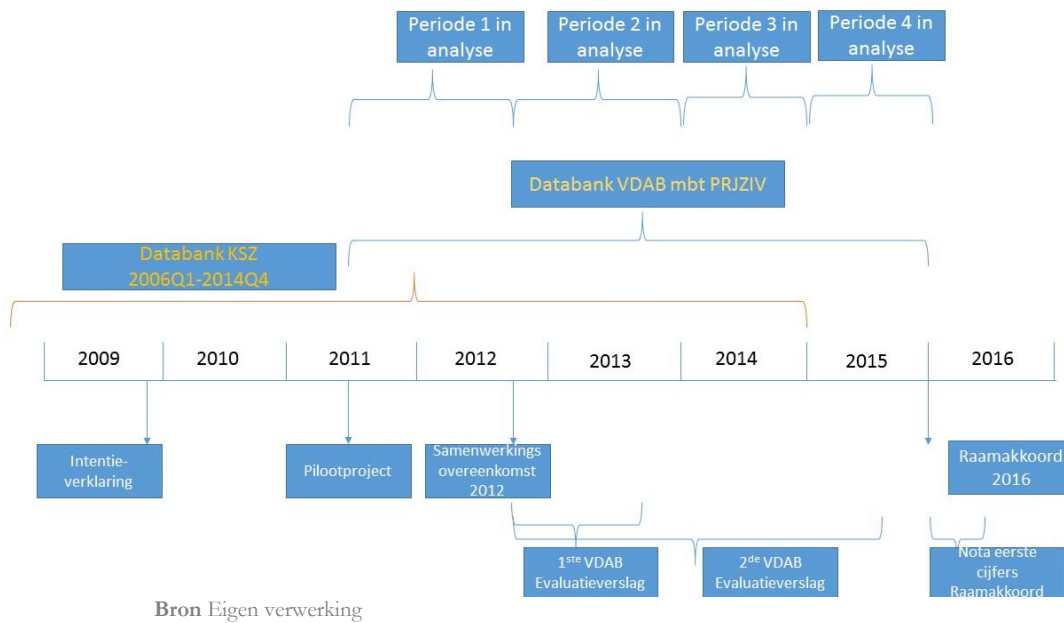 Periode 1 in
analyse
Periode 2 in
analyse
Periode 3 in
analyse
Periode 4 in
analyse
Databank VDAB mbt PRJZIV
Databank KSZ
2006Q1-2014Q4
2009
2010
2011
2012
2013
2014
2015
2016
Intentie-
verklaring
Pilootproject
Samenwerkings
overeenkomst
2012
Raamakkoord
2016
1ste VDAB
Evaluatieverslag
2de VDAB
Evaluatieverslag
Nota eerste
cijfers
Raamakkoord
Bron Eigen verwerking